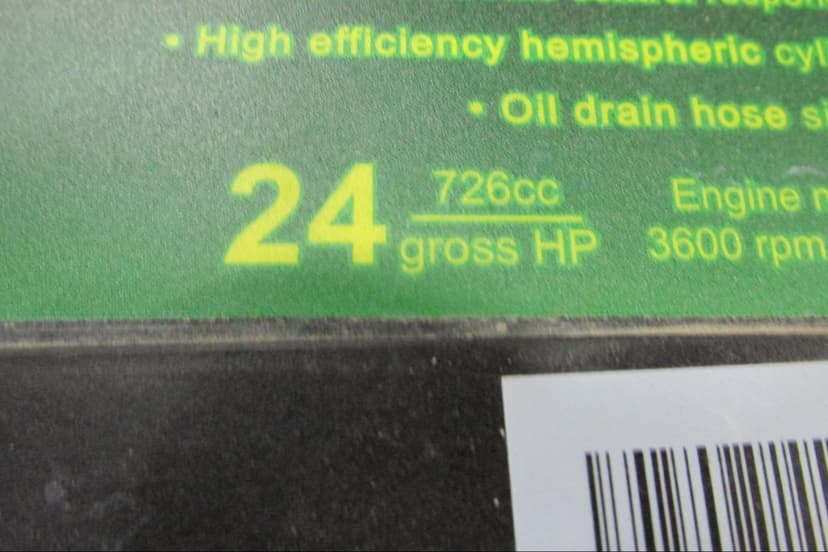 • High efficiency hemispheric
• Oil drain hose
24 726cc
gross HP
Engine
3600 rpm